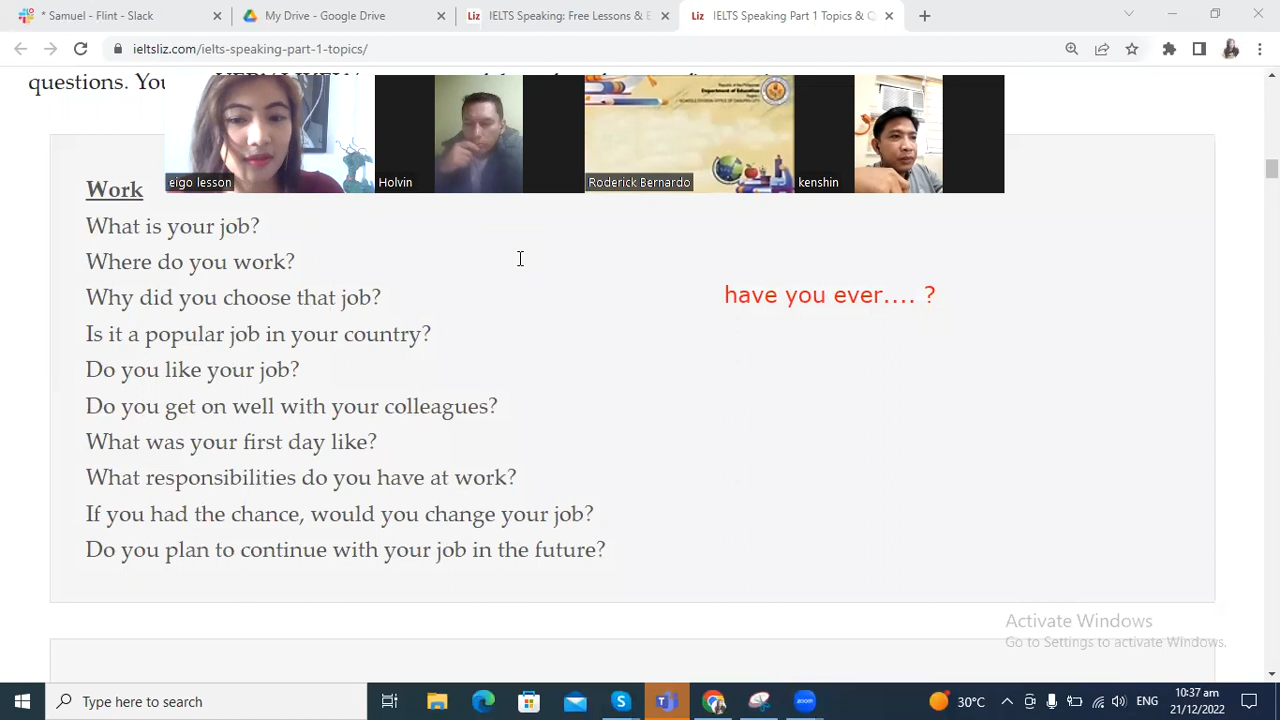 * Samuel - Flint - Slack
My Drive - Google Drive
Liz IELTS Speaking: Free Lessons & E
Liz IELTS Speaking Part 1 Topics & Q
ieltsliz.com/ielts-speaking-part-1-topics/
questions. You
eigo lesson
Holvin
Department of Education
Roderick Bernardo
kenshin
Work
What is your job?
Where do you work?
Why did you choose that job?
have you ever.... ?
Is it a popular job in your country?
Do you like your job?
Do you get on well with your colleagues?
What was your first day like?
What responsibilities do you have at work?
If you had the chance, would you change your job?
Do you plan to continue with your job in the future?
Activate Windows
Go to Settings to activate Windows.
Type here to search
30°C
ENG
10:37 am
21/12/2022